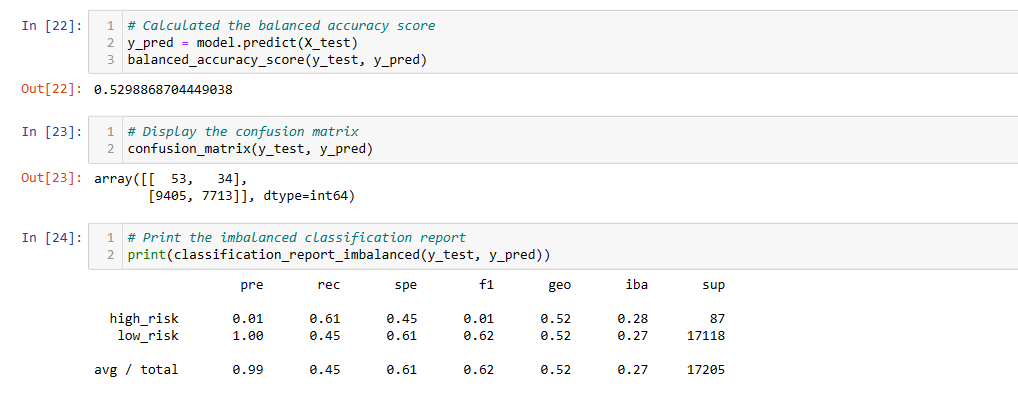 In [22]: 1 # Calculated the balanced accuracy score
2 y_pred = model.predict(X_test)
3 balanced_accuracy_score(y_test, y_pred)
Out[22]: 0.5298868704449038
In [23]: 1 # Display the confusion matrix
2 confusion_matrix(y_test, y_pred)
Out[23]: array([[  53,   34],
       [9405, 7713]], dtype=int64)
In [24]: 1 # Print the imbalanced classification report
2 print(classification_report_imbalanced(y_test, y_pred))
pre rec spe f1 geo iba sup
high_risk 0.01 0.61 0.45 0.01 0.52 0.28 87
low_risk 1.00 0.45 0.61 0.62 0.52 0.27 17118
avg / total 0.99 0.45 0.61 0.62 0.52 0.27 17205